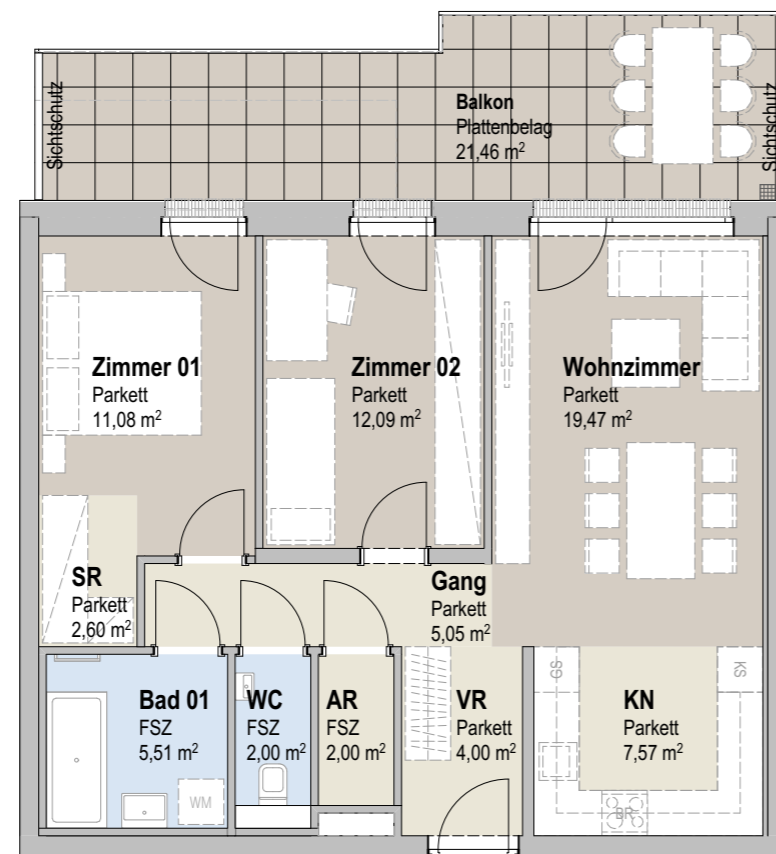 Sichtschutz
Balkon
Plattenbelag
21,46 m²
Sichtschutz
Zimmer 01
Parkett
11,08 m²
Zimmer 02
Parkett
12,09 m²
Wohnzimmer
Parkett
19,47 m²
SR
Parkett
2,60 m²
Gang
Parkett
5,05 m²
Bad 01
FSZ
5,51 m²
WM
WC
FSZ
2,00 m²
AR
FSZ
2,00 m²
VR
Parkett
4,00 m²
SG
KS
KN
Parkett
7,57 m²
BR